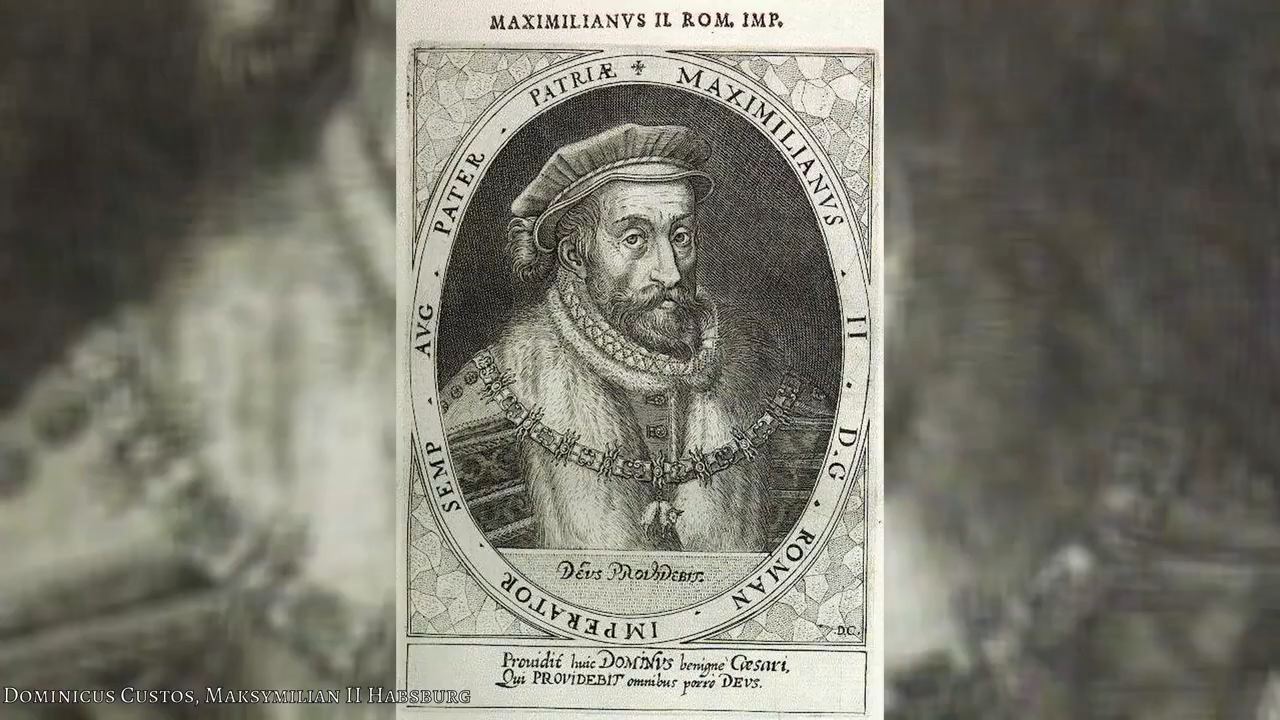 MAXIMILIANVS II. ROM. IMP.
PATRIÆ ✠ MAXIMILIANVS · II · D.G · ROMAN · IMPERATOR · SEMP · AVG · PATER ·
DEVS PROVIDEBIT.
D.C.
Prouidit huic DOMINVS benigne Cæsari,
Qui PROVIDEBIT omnibus porro DEVS.
Dominicus Custos, Maksymilian II Habsburg